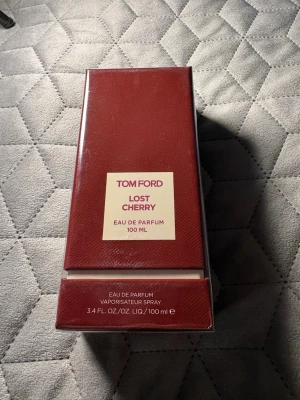 TOM FORD
LOST
CHERRY
EAU DE PARFUM
100 ML
EAU DE PARFUM
VAPORISATEUR SPRAY
3.4 FL.OZ./OZ. LIQ./100 ml ℮